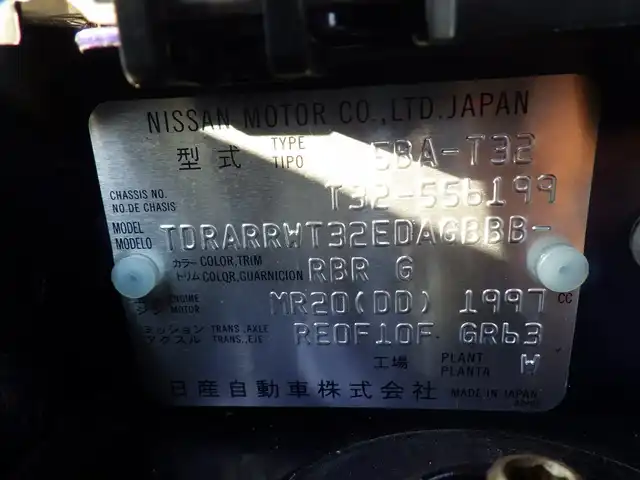 NISSAN MOTOR CO.,LTD.JAPAN
型式 TYPE TIPO 5BA-T32
CHASSIS NO. NO.DE CHASIS T32-556199
MODEL MODELO TDRARRWT32EDAGBBB-
カラー トリム COLOR,TRIM COLOR,GUARNICION RBR G
ENGINE MOTOR MR20(DD) 1997 CC
ミッション アクスル TRANS.,AXLE TRANS.,EJE RE0F10F GR63
工場 PLANT PLANTA W
日産自動車株式会社 MADE IN JAPAN